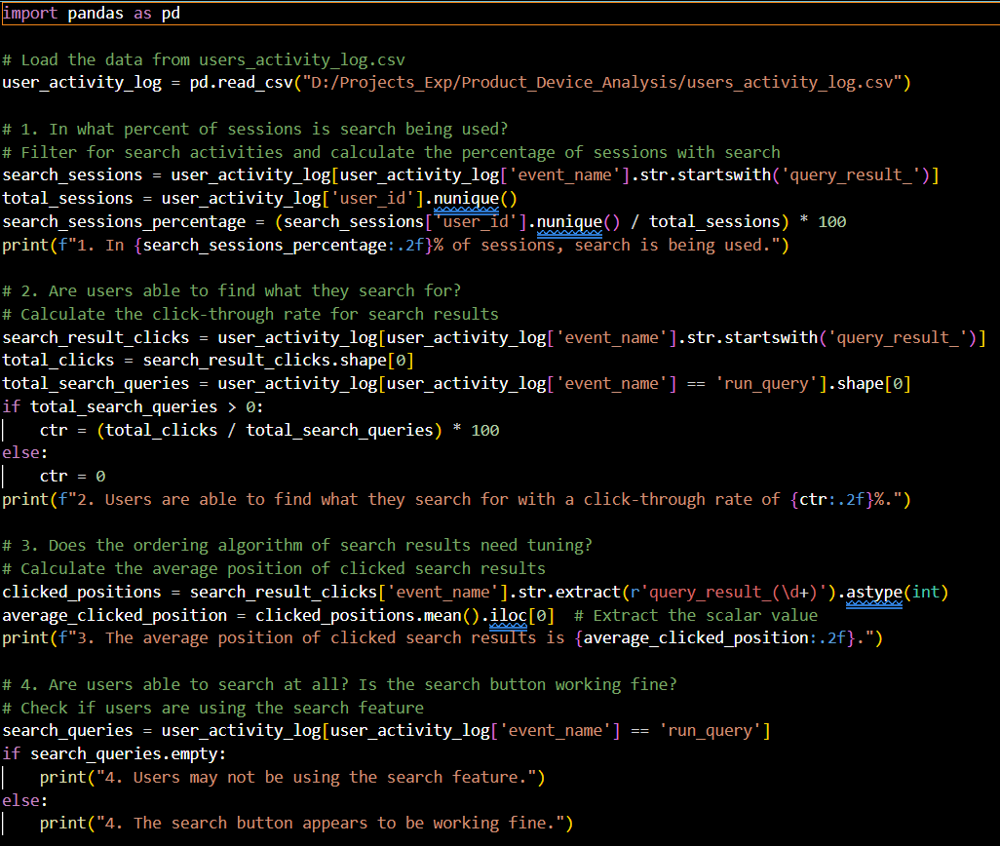 import pandas as pd
# Load the data from users_activity_log.csv
user_activity_log = pd.read_csv("D:/Projects_Exp/Product_Device_Analysis/users_activity_log.csv")
# 1. In what percent of sessions is search being used?
# Filter for search activities and calculate the percentage of sessions with search
search_sessions = user_activity_log[user_activity_log['event_name'].str.startswith('query_result_')]
total_sessions = user_activity_log['user_id'].nunique()
search_sessions_percentage = (search_sessions['user_id'].nunique() / total_sessions) * 100
print(f"1. In {search_sessions_percentage:.2f}% of sessions, search is being used.")
# 2. Are users able to find what they search for?
# Calculate the click-through rate for search results
search_result_clicks = user_activity_log[user_activity_log['event_name'].str.startswith('query_result_')]
total_clicks = search_result_clicks.shape[0]
total_search_queries = user_activity_log[user_activity_log['event_name'] == 'run_query'].shape[0]
if total_search_queries > 0:
    ctr = (total_clicks / total_search_queries) * 100
else:
    ctr = 0
print(f"2. Users are able to find what they search for with a click-through rate of {ctr:.2f}%.")
# 3. Does the ordering algorithm of search results need tuning?
# Calculate the average position of clicked search results
clicked_positions = search_result_clicks['event_name'].str.extract(r'query_result_(\d+)').astype(int)
average_clicked_position = clicked_positions.mean().iloc[0]  # Extract the scalar value
print(f"3. The average position of clicked search results is {average_clicked_position:.2f}.")
# 4. Are users able to search at all? Is the search button working fine?
# Check if users are using the search feature
search_queries = user_activity_log[user_activity_log['event_name'] == 'run_query']
if search_queries.empty:
    print("4. Users may not be using the search feature.")
else:
    print("4. The search button appears to be working fine.")